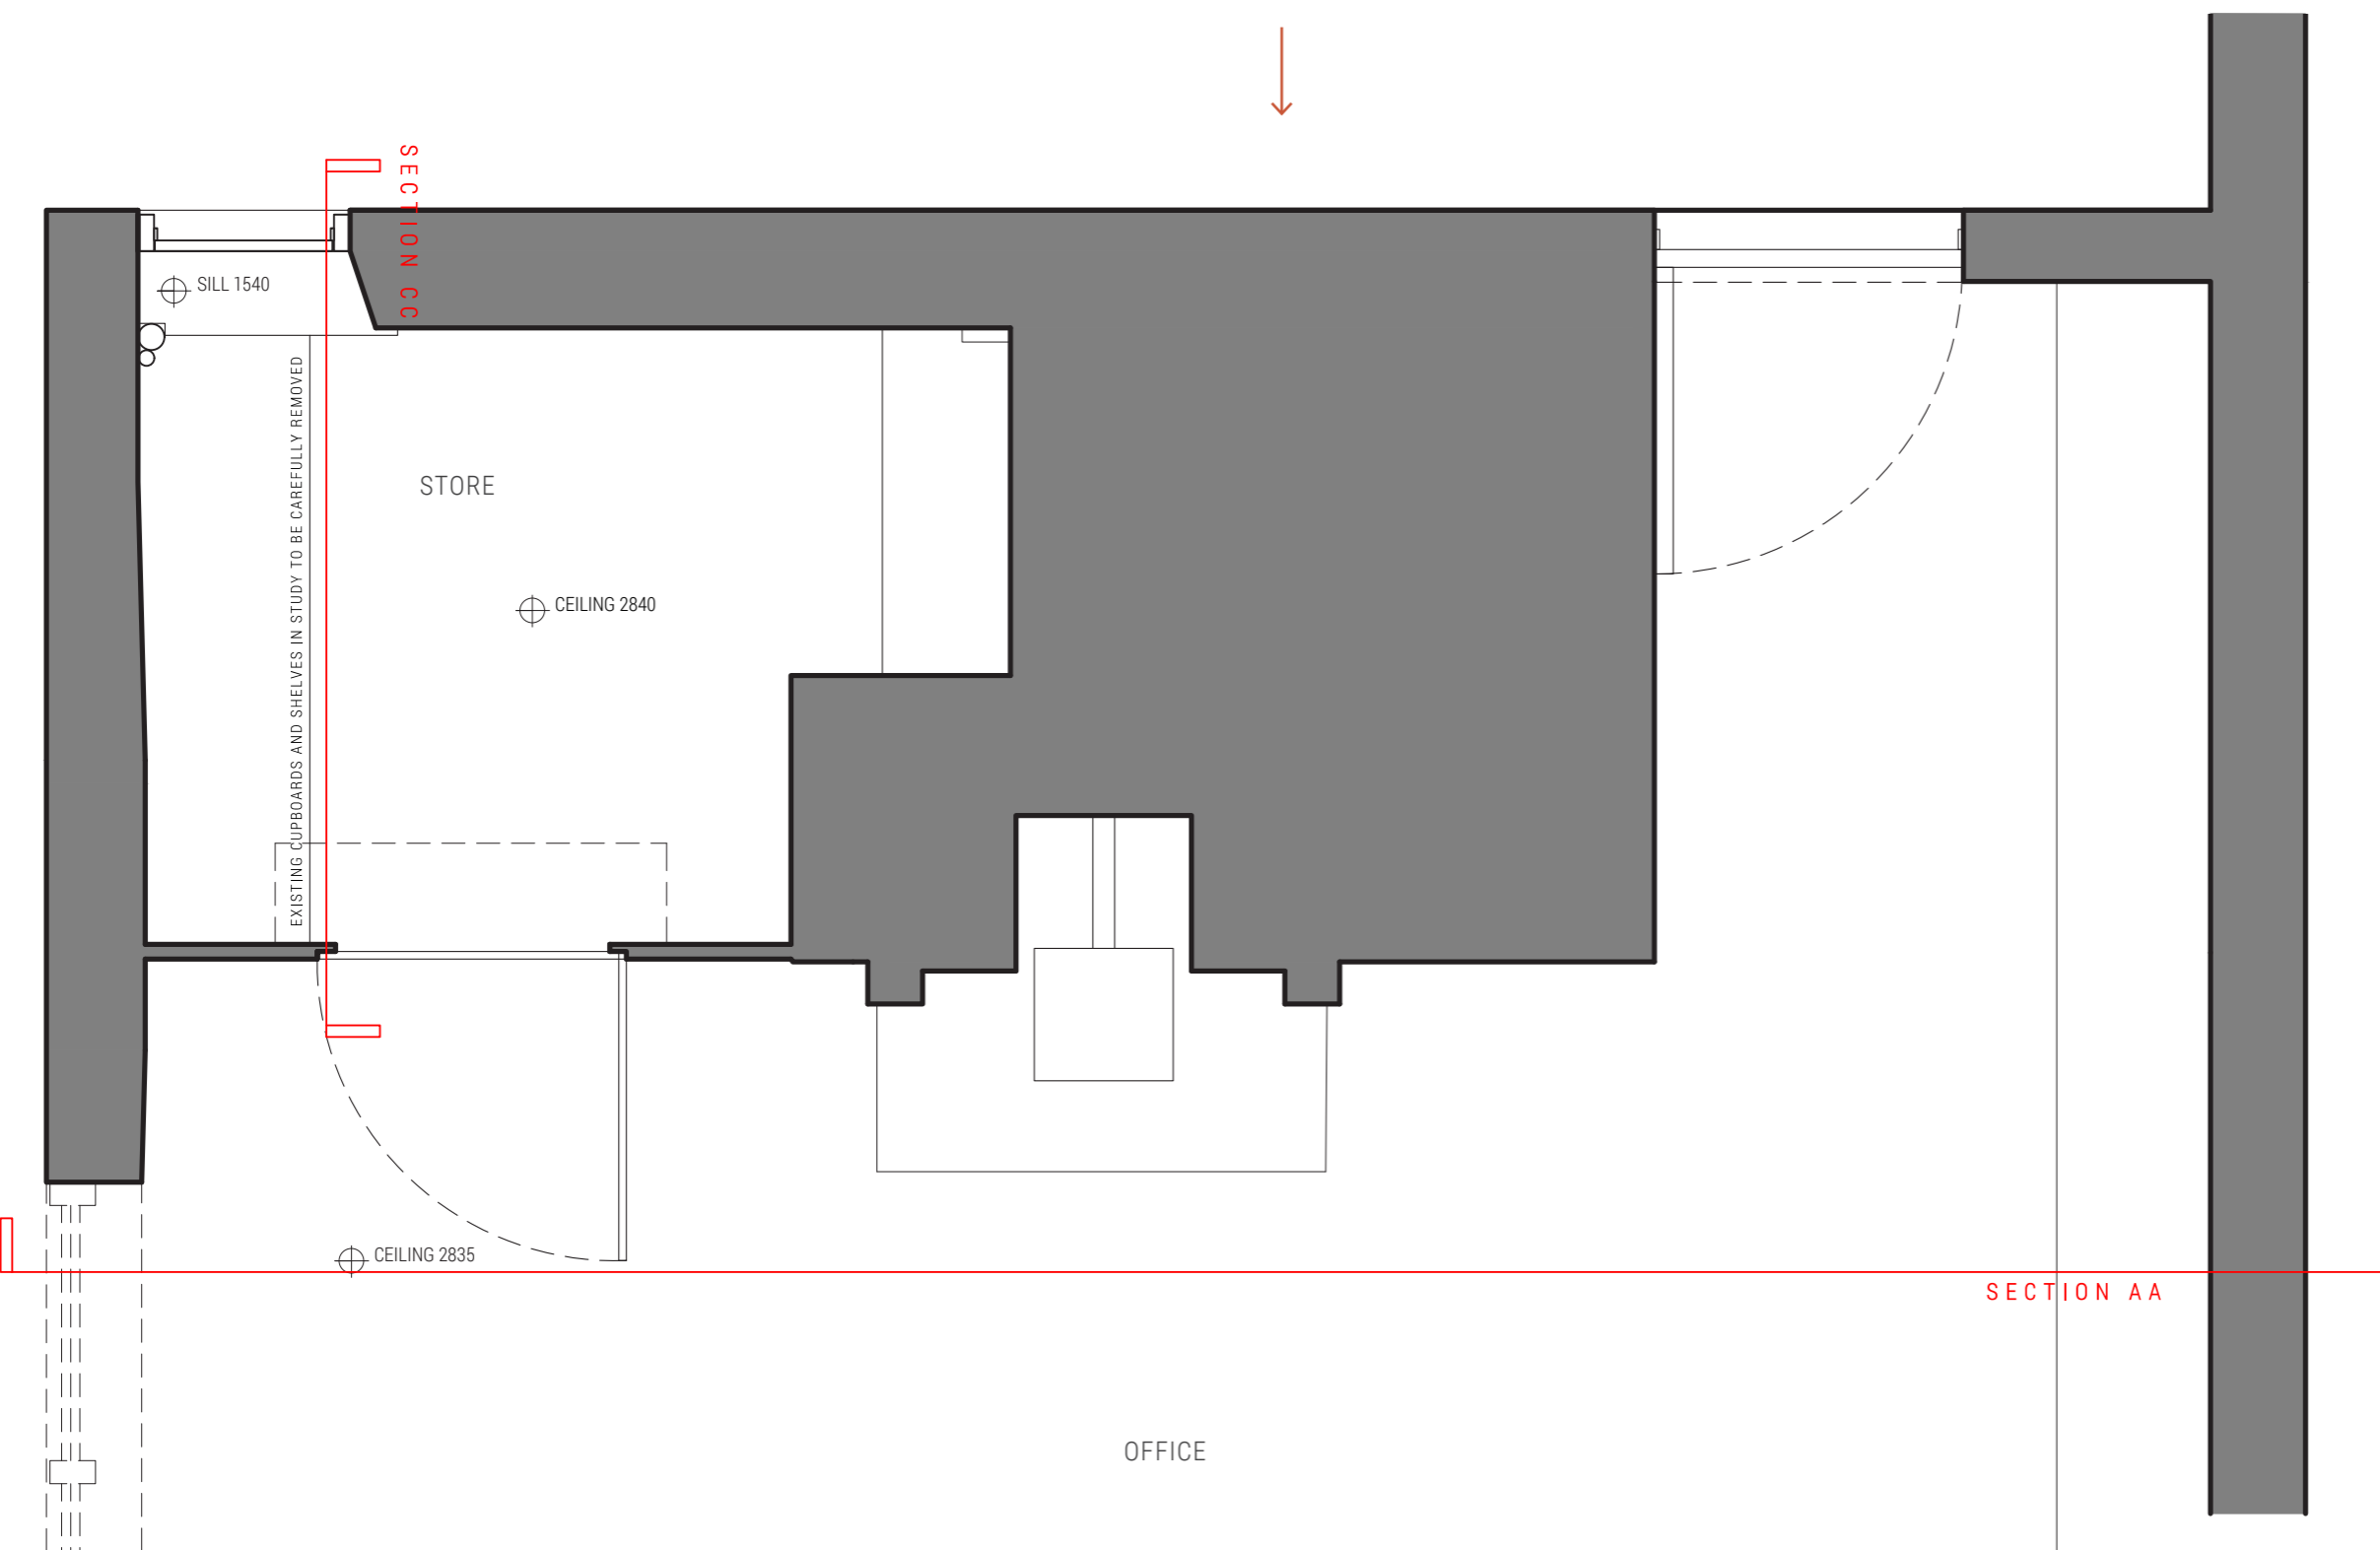 SECTION CC
SILL 1540
EXISTING CUPBOARDS AND SHELVES IN STUDY TO BE CAREFULLY REMOVED
STORE
CEILING 2840
CEILING 2835
SECTION AA
OFFICE